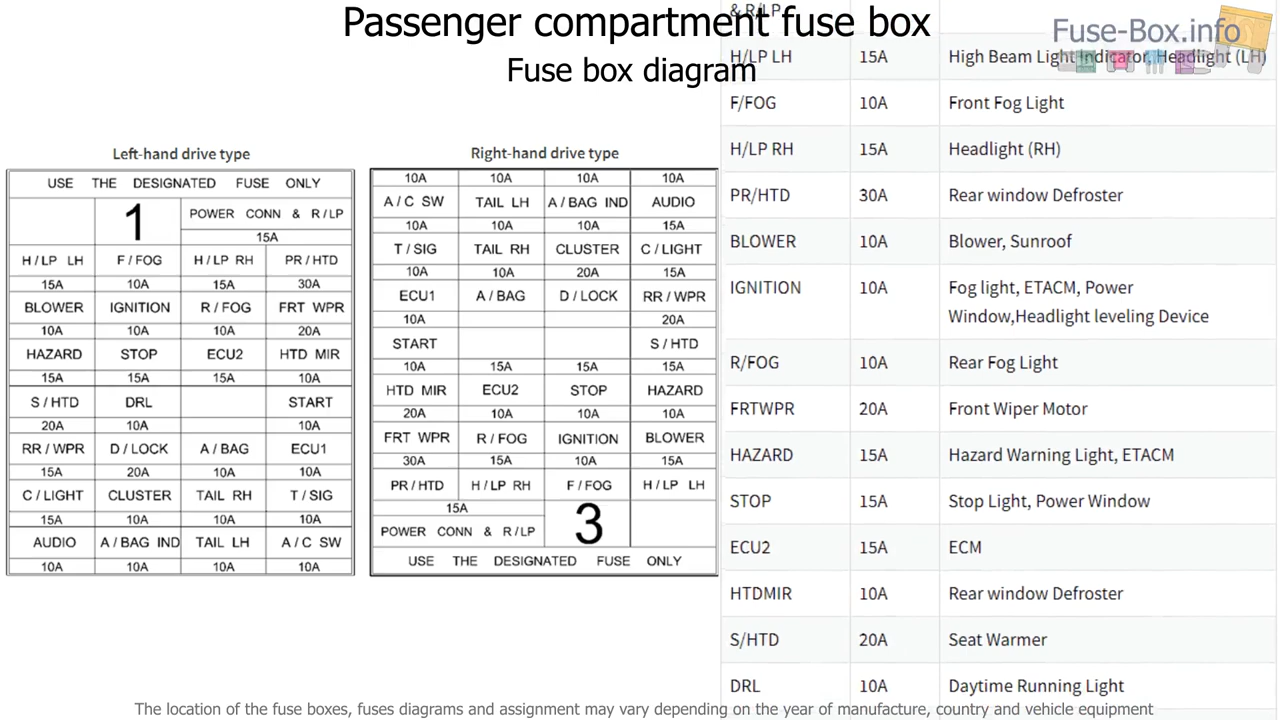 Passenger compartment fuse box
Fuse box diagram
Fuse-Box.info
Left-hand drive type
USE THE DESIGNATED FUSE ONLY
1 POWER CONN & R/LP
15A
H/LP LH F/FOG H/LP RH PR/HTD
15A 10A 15A 30A
BLOWER IGNITION R/FOG FRT WPR
10A 10A 10A 20A
HAZARD STOP ECU2 HTD MIR
15A 15A 15A 10A
S/HTD DRL START
20A 10A 10A
RR/WPR D/LOCK A/BAG ECU1
15A 20A 10A 10A
C/LIGHT CLUSTER TAIL RH T/SIG
15A 10A 10A 10A
AUDIO A/BAG IND TAIL LH A/C SW
10A 10A 10A 10A
Right-hand drive type
10A 10A 10A 10A
A/C SW TAIL LH A/BAG IND AUDIO
10A 10A 10A 15A
T/SIG TAIL RH CLUSTER C/LIGHT
10A 10A 20A 15A
ECU1 A/BAG D/LOCK RR/WPR
10A 20A
START S/HTD
10A 15A 15A 15A
HTD MIR ECU2 STOP HAZARD
20A 10A 10A 10A
FRT WPR R/FOG IGNITION BLOWER
30A 15A 10A 15A
PR/HTD H/LP RH F/FOG H/LP LH
15A
POWER CONN & R/LP 3
USE THE DESIGNATED FUSE ONLY
& R/LP
H/LP LH 15A High Beam Light Indicator, Headlight (LH)
F/FOG 10A Front Fog Light
H/LP RH 15A Headlight (RH)
PR/HTD 30A Rear window Defroster
BLOWER 10A Blower, Sunroof
IGNITION 10A Fog light, ETACM, Power
Window,Headlight leveling Device
R/FOG 10A Rear Fog Light
FRTWPR 20A Front Wiper Motor
HAZARD 15A Hazard Warning Light, ETACM
STOP 15A Stop Light, Power Window
ECU2 15A ECM
HTDMIR 10A Rear window Defroster
S/HTD 20A Seat Warmer
DRL 10A Daytime Running Light
The location of the fuse boxes, fuses diagrams and assignment may vary depending on the year of manufacture, country and vehicle equipment